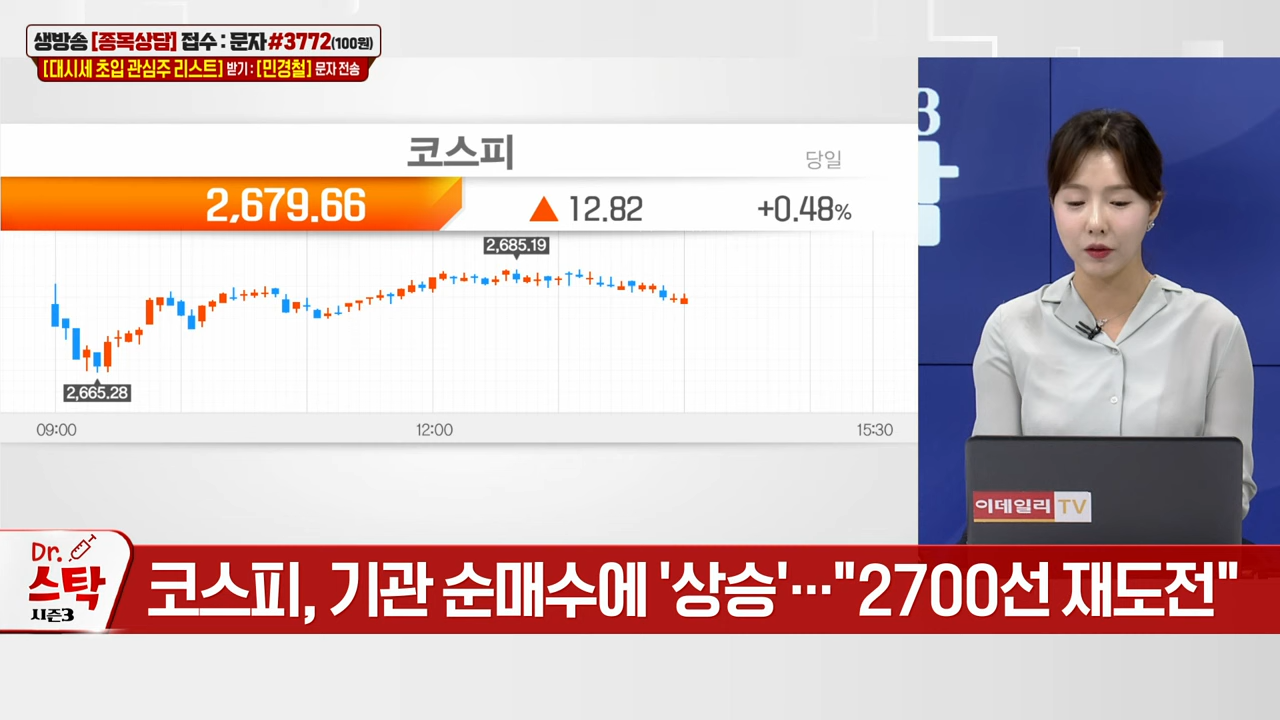 생방송 [종목상담] 접수 : 문자#3772(100원)
[대시세 초입 관심주 리스트] 받기 : [민경철] 문자 전송
코스피
당일
2,679.66
▲ 12.82
+0.48%
2,685.19
2,665.28
09:00
12:00
15:30
이데일리 TV
Dr.
스탁
시즌3
코스피, 기관 순매수에 '상승'…"2700선 재도전"